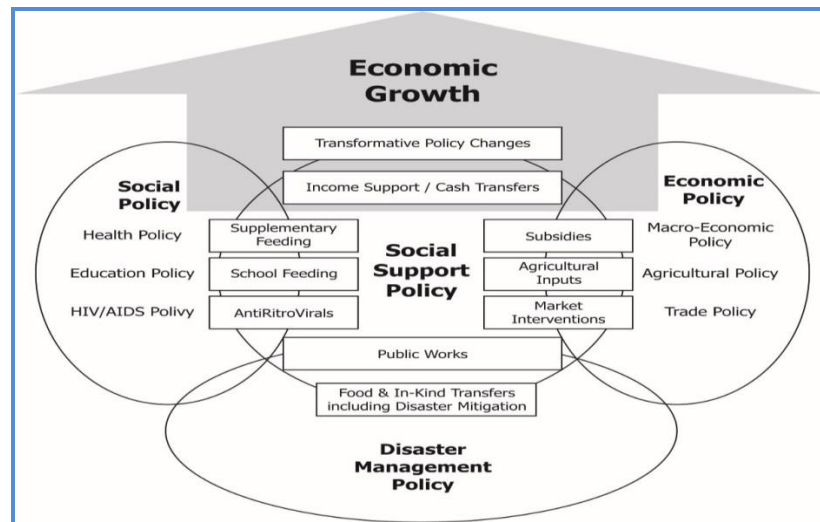 Economic
Growth
Transformative Policy Changes
Income Support / Cash Transfers
Social
Policy
Health Policy
Education Policy
HIV/AIDS Polivy
Supplementary
Feeding
School Feeding
AntiRitroVirals
Social
Support
Policy
Economic
Policy
Subsidies
Agricultural
Inputs
Market
Interventions
Macro-Economic
Policy
Agricultural Policy
Trade Policy
Public Works
Food & In-Kind Transfers
including Disaster Mitigation
Disaster
Management
Policy